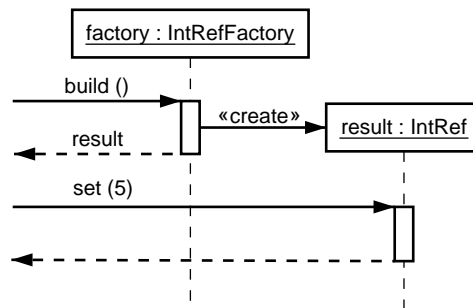 factory : IntRefFactory
build ()
«create»
result : IntRef
result
set (5)